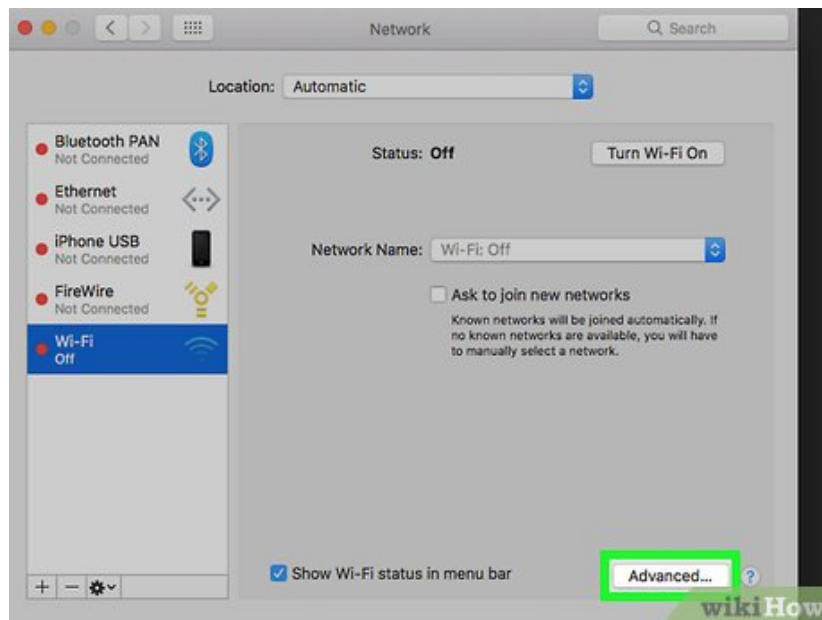 Network
Search
Location: Automatic
Bluetooth PAN
Not Connected
Ethernet
Not Connected
iPhone USB
Not Connected
FireWire
Not Connected
Wi-Fi
Off
Status: Off
Turn Wi-Fi On
Network Name: Wi-Fi: Off
Ask to join new networks
Known networks will be joined automatically. If
no known networks are available, you will have
to manually select a network.
Show Wi-Fi status in menu bar
Advanced...
?
wikiHow